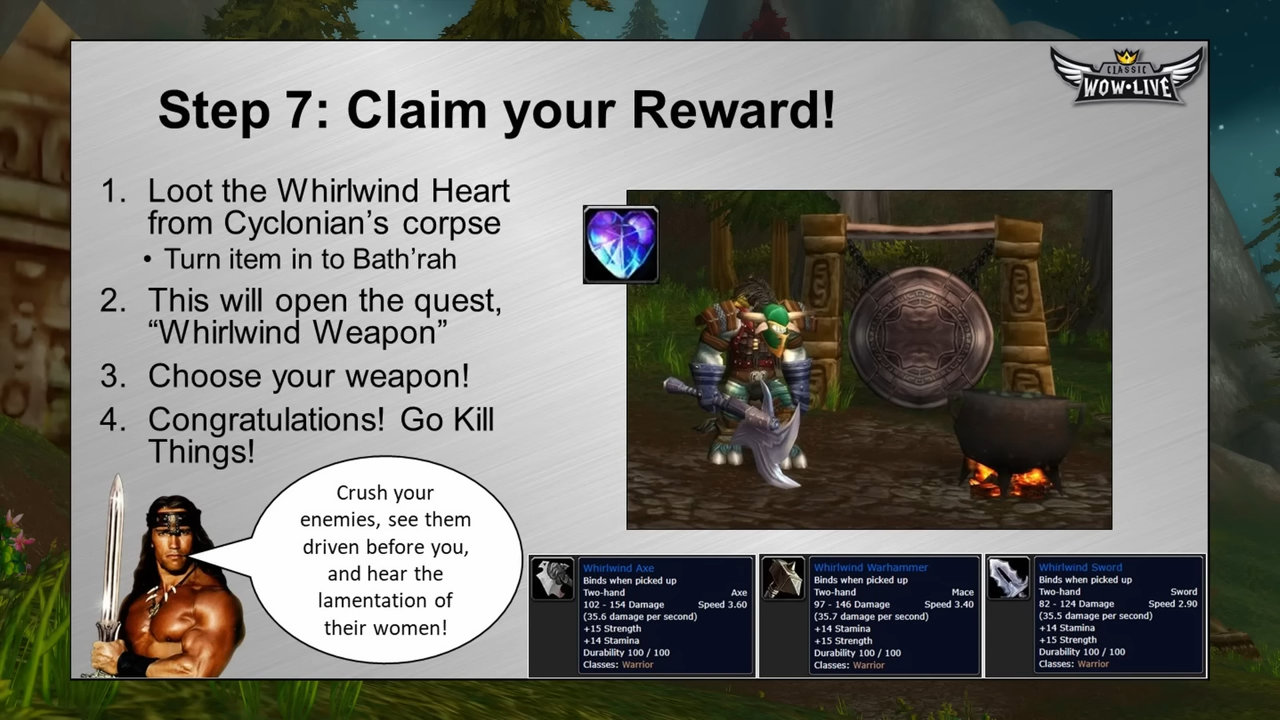 CLASSIC
WOW•LIVE
Step 7: Claim your Reward!
1. Loot the Whirlwind Heart
from Cyclonian’s corpse
• Turn item in to Bath’rah
2. This will open the quest,
“Whirlwind Weapon”
3. Choose your weapon!
4. Congratulations! Go Kill
Things!
Crush your
enemies, see them
driven before you,
and hear the
lamentation of
their women!
Whirlwind Axe
Binds when picked up
Two-hand Axe
102 - 154 Damage Speed 3.60
(35.6 damage per second)
+15 Strength
+14 Stamina
Durability 100 / 100
Classes: Warrior
Whirlwind Warhammer
Binds when picked up
Two-hand Mace
97 - 146 Damage Speed 3.40
(35.7 damage per second)
+14 Stamina
+15 Strength
Durability 100 / 100
Classes: Warrior
Whirlwind Sword
Binds when picked up
Two-hand Sword
82 - 124 Damage Speed 2.90
(35.5 damage per second)
+14 Stamina
+15 Strength
Durability 100 / 100
Classes: Warrior